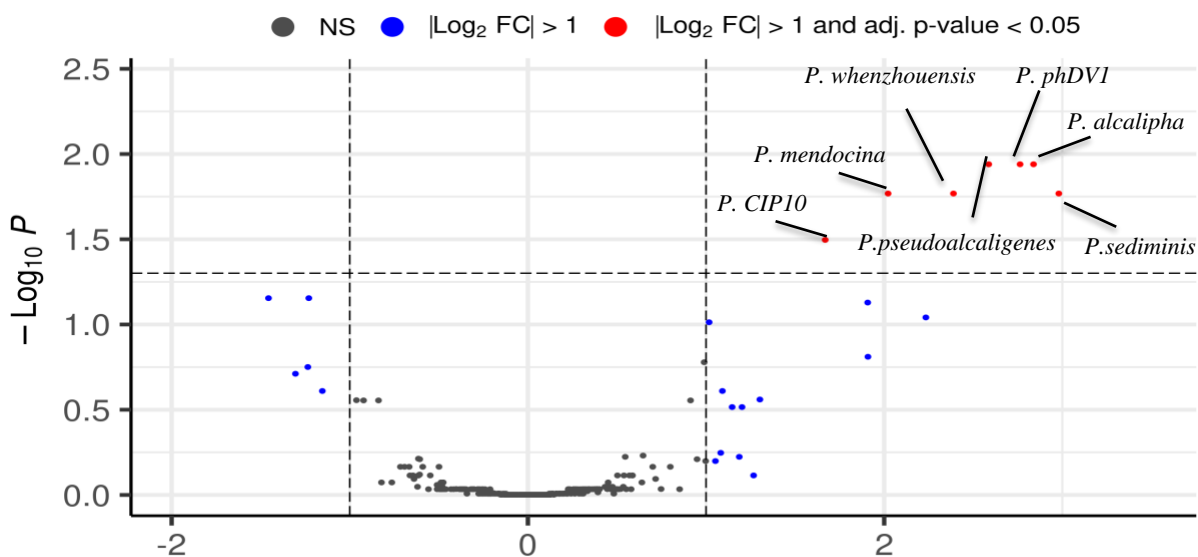 NS |Log₂ FC| > 1 |Log₂ FC| > 1 and adj. p-value < 0.05
2.5
P. whenzhouensis P. phDV1
P. alcalipha
2.0
P. mendocina
P. CIP10
1.5
P.pseudoalcaligenes P.sediminis
− Log₁₀ P
1.0
0.5
0.0
-2 0 2